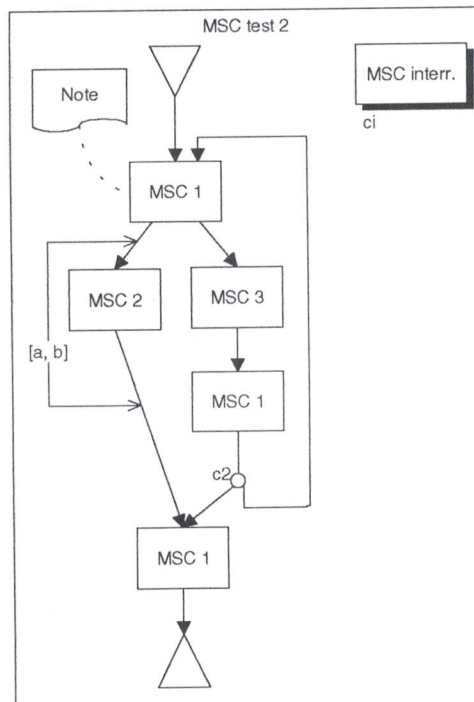 MSC test 2
MSC interr.
ci
Note
MSC 1
MSC 2
MSC 3
[a, b]
MSC 1
c2
MSC 1